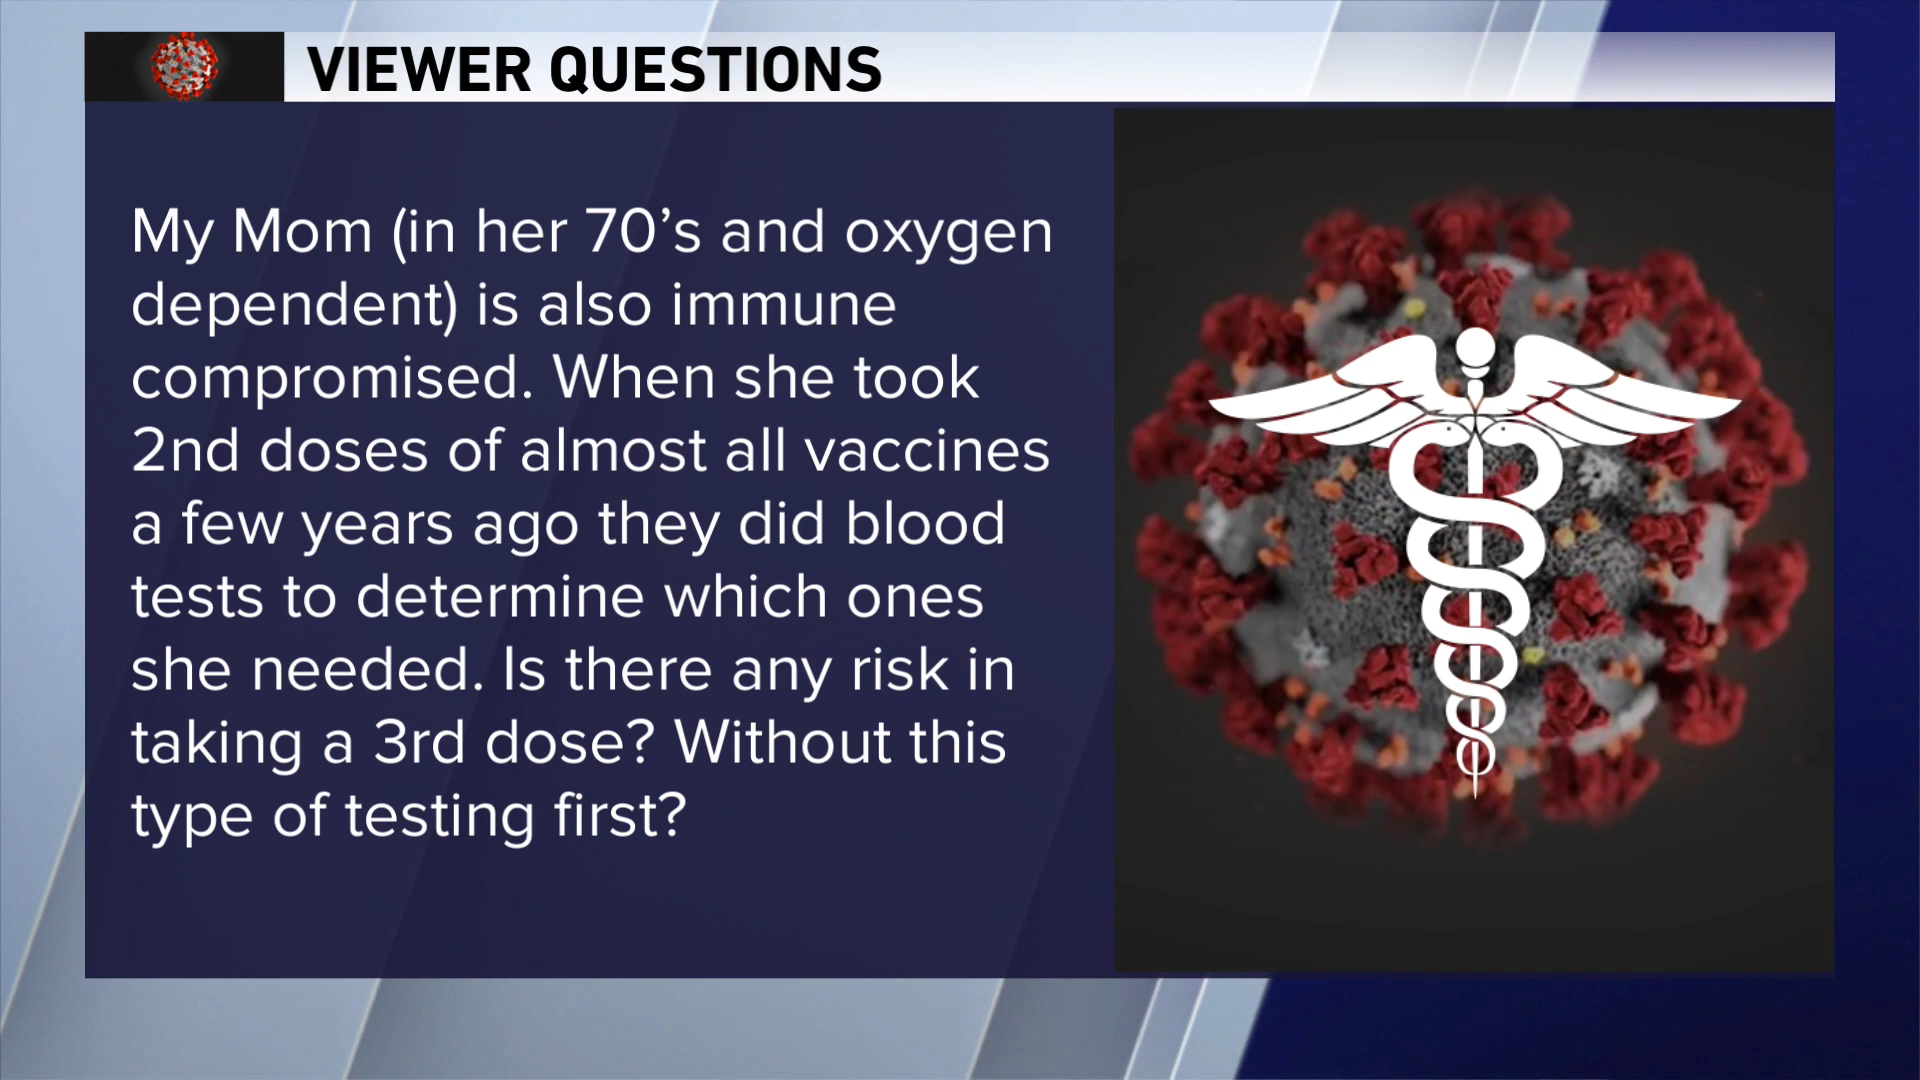 VIEWER QUESTIONS
My Mom (in her 70’s and oxygen
dependent) is also immune
compromised. When she took
2nd doses of almost all vaccines
a few years ago they did blood
tests to determine which ones
she needed. Is there any risk in
taking a 3rd dose? Without this
type of testing first?